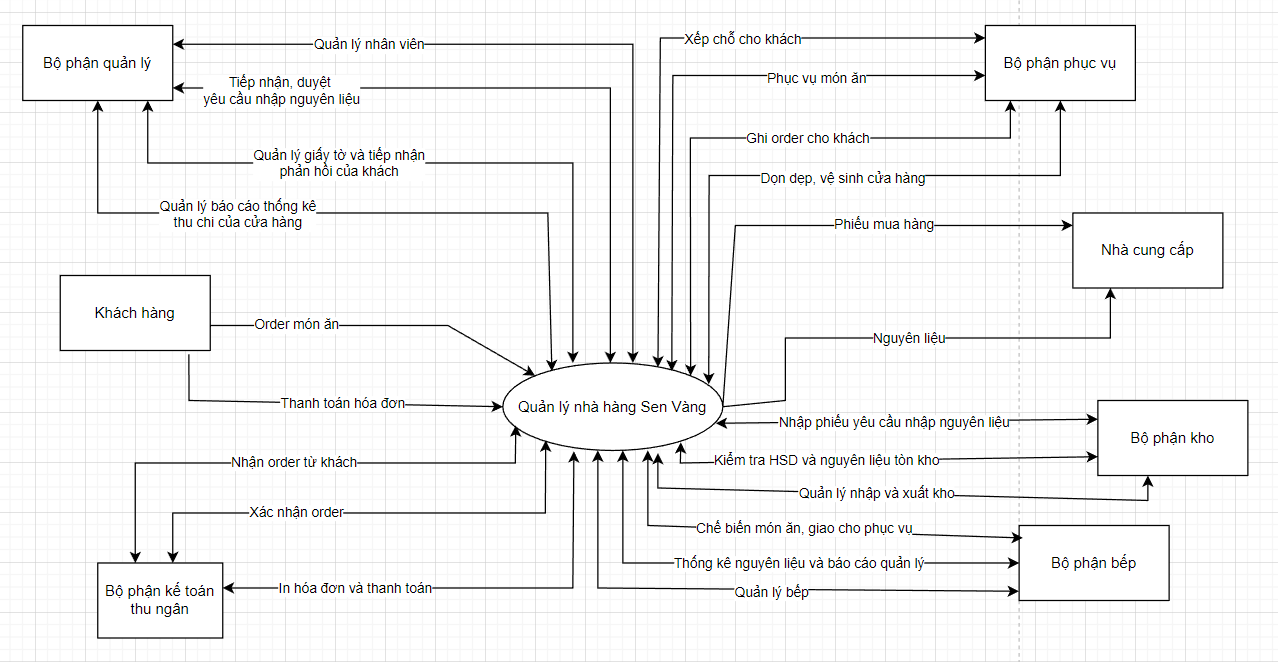 Bộ phận quản lý
Quản lý nhân viên
Tiếp nhận, duyệt
yêu cầu nhập nguyên liệu
Quản lý giấy tờ và tiếp nhận
phản hồi của khách
Quản lý báo cáo thống kê
thu chi của cửa hàng
Xếp chỗ cho khách
Phục vụ món ăn
Ghi order cho khách
Dọn dẹp, vệ sinh cửa hàng
Bộ phận phục vụ
Phiếu mua hàng
Nhà cung cấp
Nguyên liệu
Khách hàng
Order món ăn
Thanh toán hóa đơn
Quản lý nhà hàng Sen Vàng
Nhập phiếu yêu cầu nhập nguyên liệu
Kiểm tra HSD và nguyên liệu tồn kho
Quản lý nhập và xuất kho
Bộ phận kho
Nhận order từ khách
Xác nhận order
In hóa đơn và thanh toán
Bộ phận kế toán
thu ngân
Chế biến món ăn, giao cho phục vụ
Thống kê nguyên liệu và báo cáo quản lý
Quản lý bếp
Bộ phận bếp